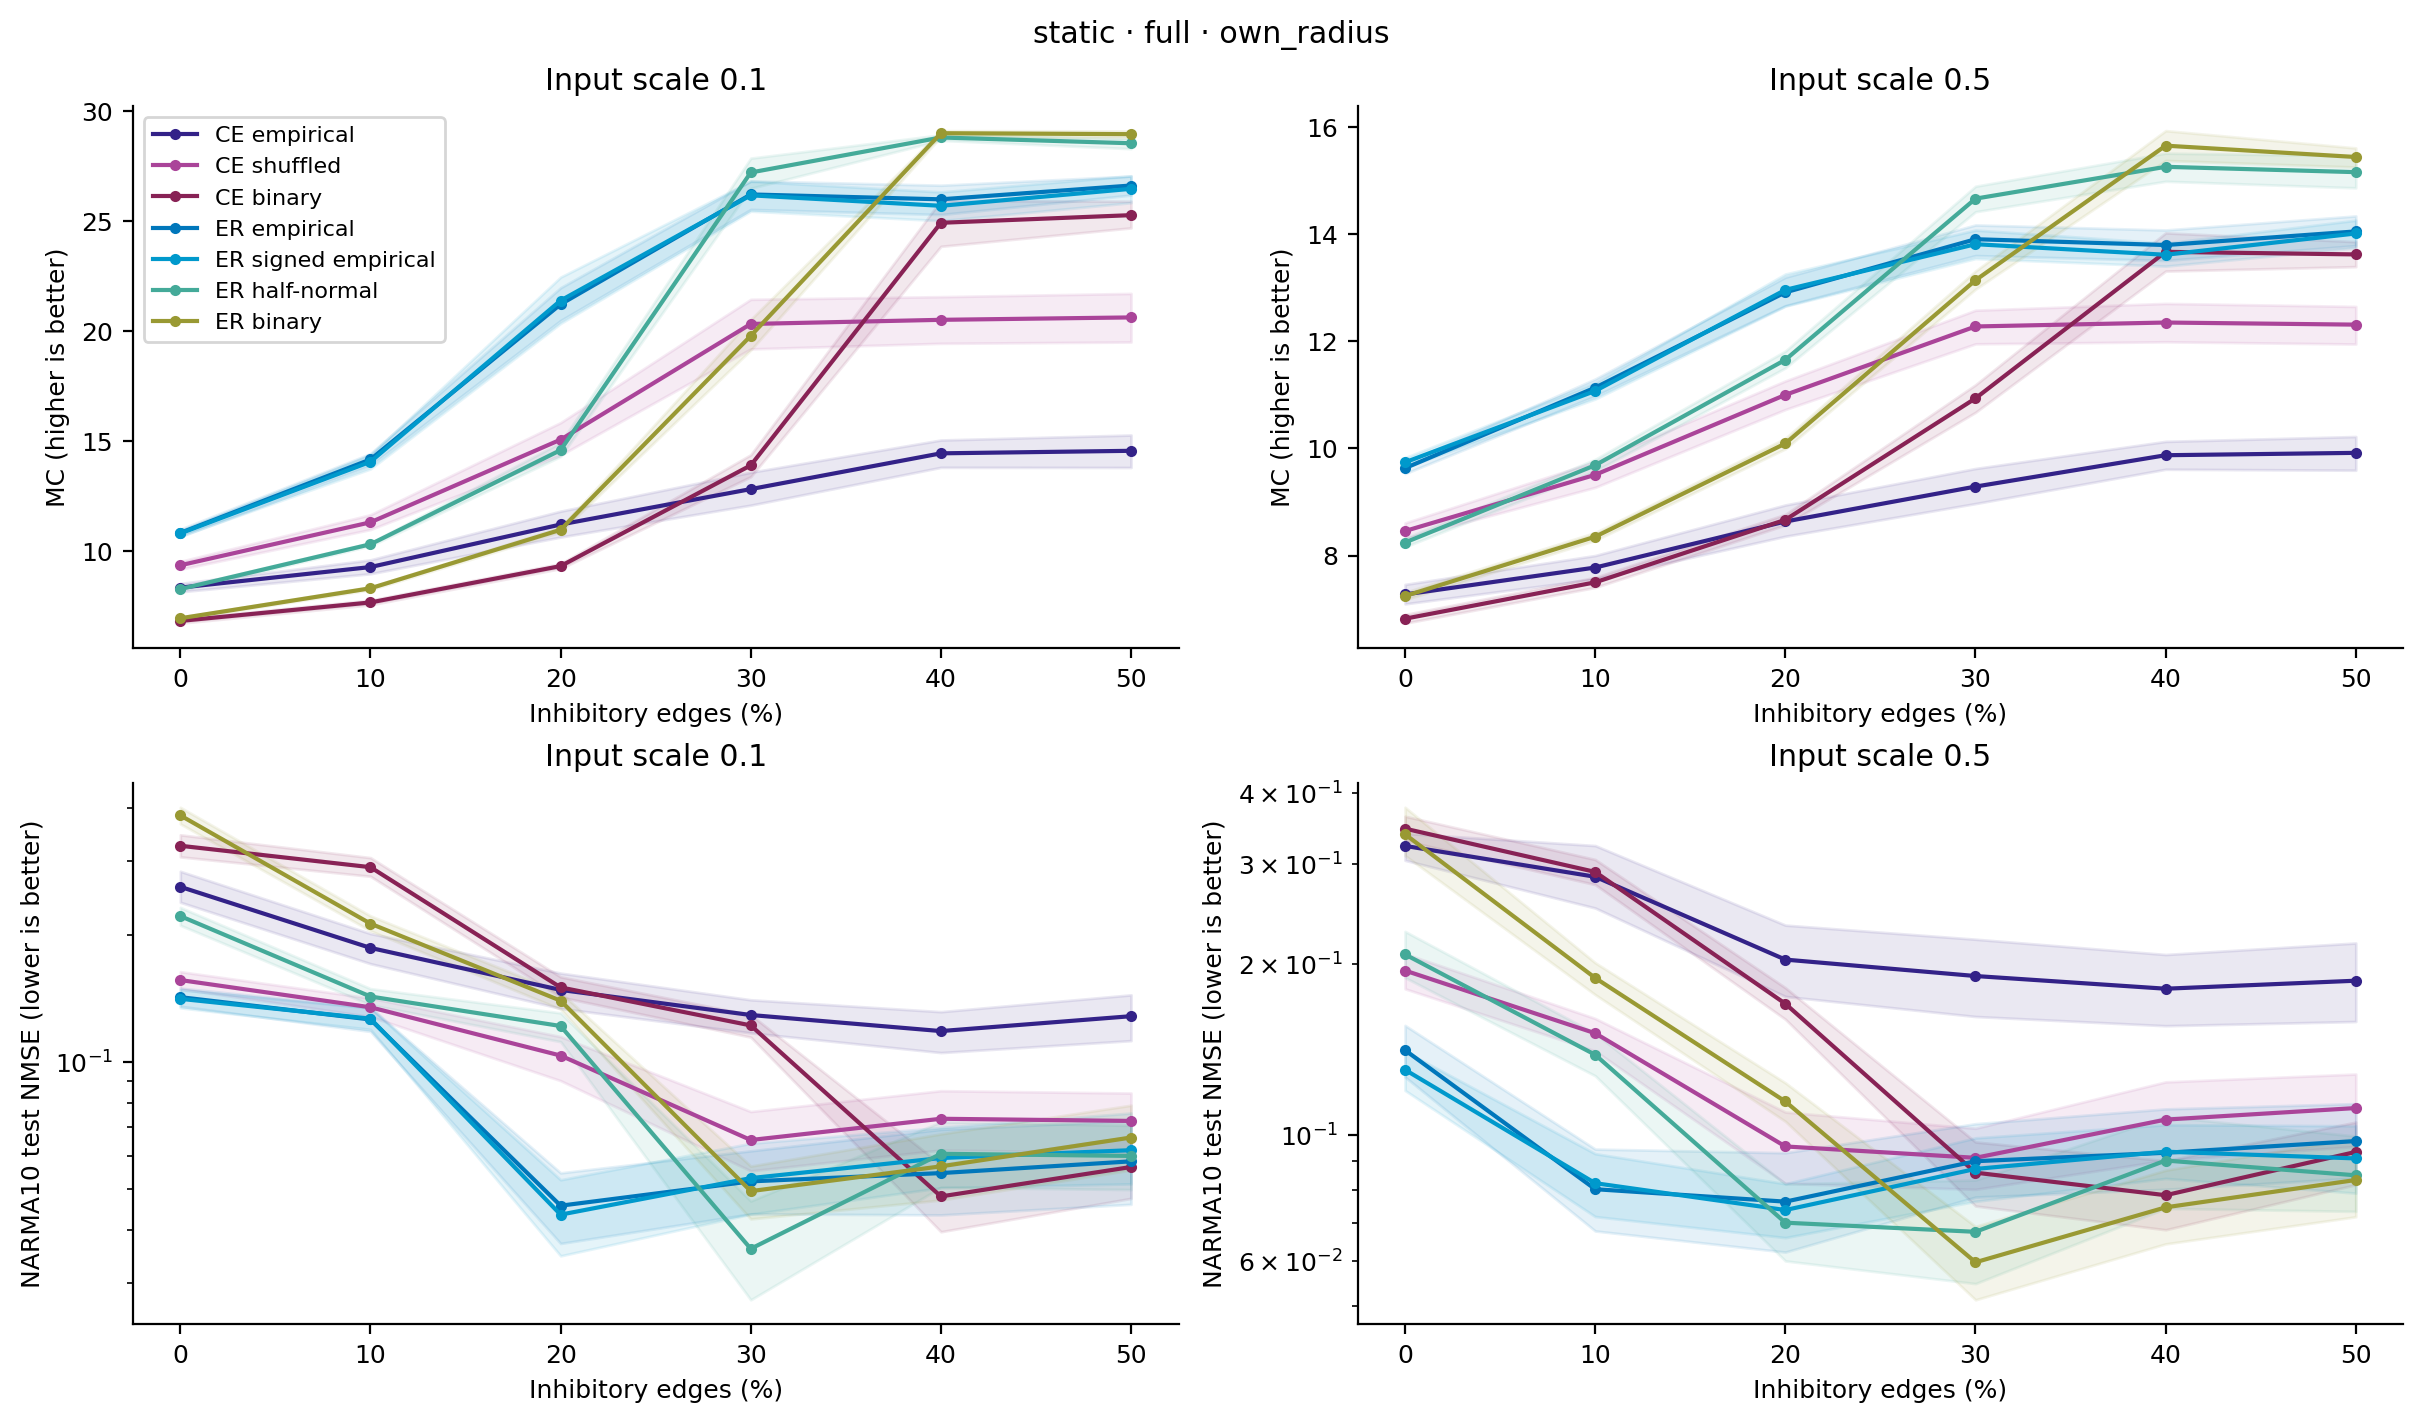 static · full · own_radius
Input scale 0.1
MC (higher is better)
30
25
20
15
10
CE empirical
CE shuffled
CE binary
ER empirical
ER signed empirical
ER half-normal
ER binary
0 10 20 30 40 50
Inhibitory edges (%)
Input scale 0.5
MC (higher is better)
16
14
12
10
8
0 10 20 30 40 50
Inhibitory edges (%)
Input scale 0.1
NARMA10 test NMSE (lower is better)
10⁻¹
0 10 20 30 40 50
Inhibitory edges (%)
Input scale 0.5
NARMA10 test NMSE (lower is better)
4 × 10⁻¹
3 × 10⁻¹
2 × 10⁻¹
10⁻¹
6 × 10⁻²
0 10 20 30 40 50
Inhibitory edges (%)